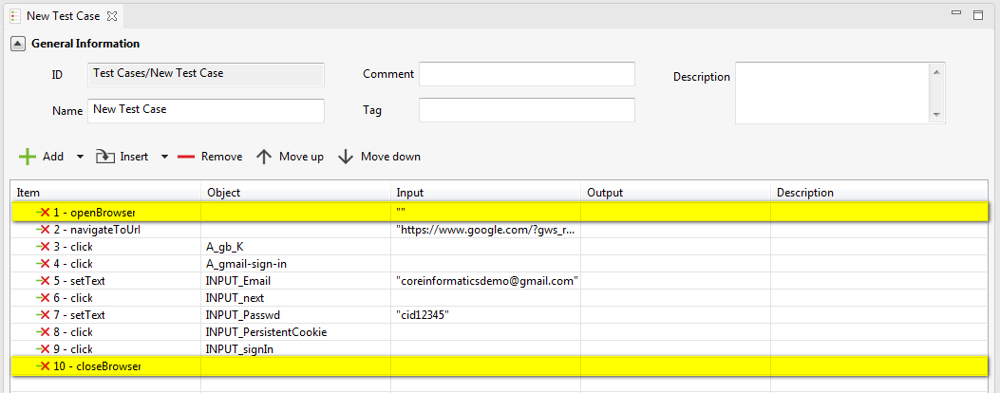 New Test Case
General Information
ID Test Cases/New Test Case Comment Description
Name New Test Case Tag
Add Insert Remove Move up Move down
Item Object Input Output Description
1 - openBrowser ""
2 - navigateToUrl "https://www.google.com/?gws_r...
3 - click A_gb_K
4 - click A_gmail-sign-in
5 - setText INPUT_Email "coreinformaticsdemo@gmail.com"
6 - click INPUT_next
7 - setText INPUT_Passwd "cid12345"
8 - click INPUT_PersistentCookie
9 - click INPUT_signIn
10 - closeBrowser